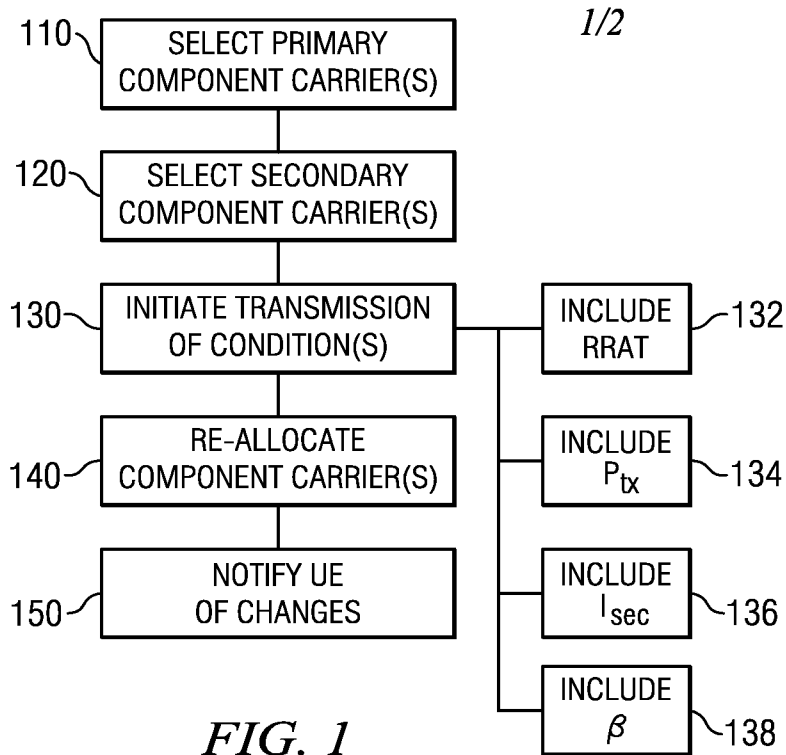 1/2
110
SELECT PRIMARY
COMPONENT CARRIER(S)
120
SELECT SECONDARY
COMPONENT CARRIER(S)
130
INITIATE TRANSMISSION
OF CONDITION(S)
INCLUDE
RRAT
132
140
RE-ALLOCATE
COMPONENT CARRIER(S)
INCLUDE
Ptx
134
150
NOTIFY UE
OF CHANGES
INCLUDE
Isec
136
INCLUDE
β
138
FIG. 1